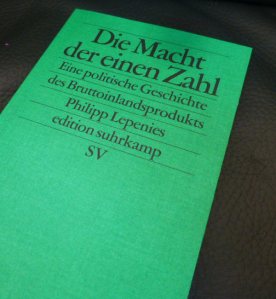 Die Macht
der einen Zahl
Eine politische Geschichte
des Bruttoinlandsprodukts
Philipp Lepenies
edition suhrkamp
SV